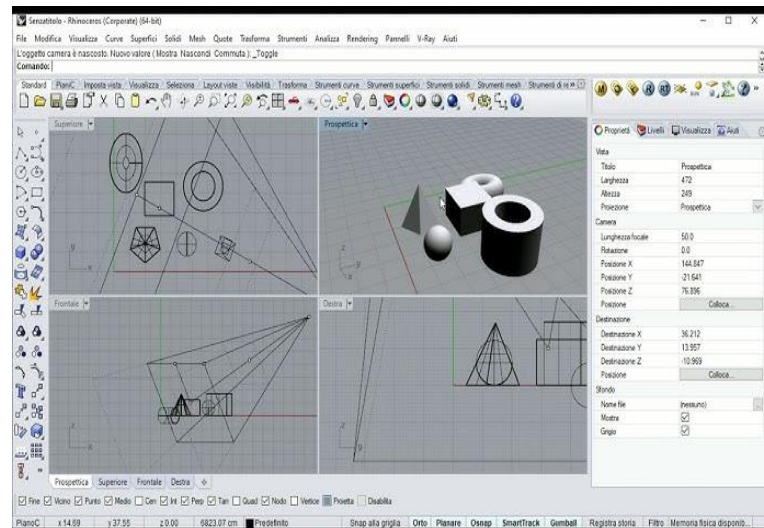 Senzatitolo - Rhinoceros (Corporate) (64-bit)
File Modifica Visualizza Curve Superfici Solidi Mesh Quote Trasforma Strumenti Analizza Rendering Pannelli V-Ray Aiuti
L'oggetto camera è nascosto. Nuovo valore ( Mostra Nascondi Commuta ): _Toggle
Comando:
Standard PianiC Imposta vista Visualizza Seleziona Layout viste Visibilità Trasforma Strumenti curve Strumenti superfici Strumenti solidi Strumenti mesh Strumenti di re »
Superiore
Prospettica
Frontale
Destra
z
y
x
y
x
z
x
z
y
Proprietà Livelli Visualizza Aiuti
Vista
Titolo Prospettica
Larghezza 472
Altezza 249
Proiezione Prospettica
Camera
Lunghezza focale 50.0
Rotazione 0.0
Posizione X 144.847
Posizione Y -21.641
Posizione Z 76.896
Posizione Colloca...
Destinazione
Destinazione X 36.212
Destinazione Y 13.957
Destinazione Z -10.969
Posizione Colloca...
Sfondo
Nome file (nessuno)
Mostra
Grigio
Prospettica Superiore Frontale Destra
Fine Vicino Punto Medio Cen Int Perp Tan Quad Nodo Vertice Proietta Disabilita
PianoC x 14.69 y 37.55 z 0.00 6823.07 cm Predefinito Snap alla griglia Orto Planare Osnap SmartTrack Gumball Registra storia Filtro Memoria fisica disponib...